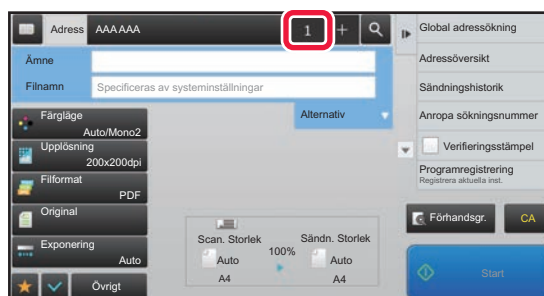 Adress AAA AAA 1 +
Ämne
Filnamn Specificeras av systeminställningar
Alternativ
Färgläge
Auto/Mono2
Upplösning
200x200dpi
Filformat
PDF
Original
Exponering
Auto
Övrigt
Scan. Storlek
Auto
A4
100%
Sändn. Storlek
Auto
A4
Global adressökning
Adressöversikt
Sändningshistorik
Anropa sökningsnummer
Verifieringsstämpel
Programregistrering
Registrera aktuella inst.
Förhandsgr.
CA
Start